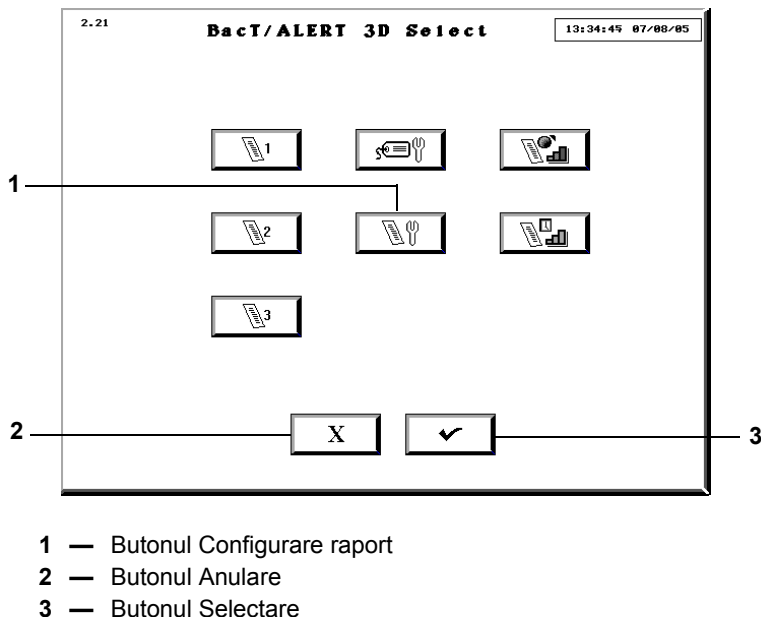 2.21 BacT/ALERT 3D Select 13:34:45 07/08/05
1
1
2
2
3
X
2
3
1 — Butonul Configurare raport
2 — Butonul Anulare
3 — Butonul Selectare